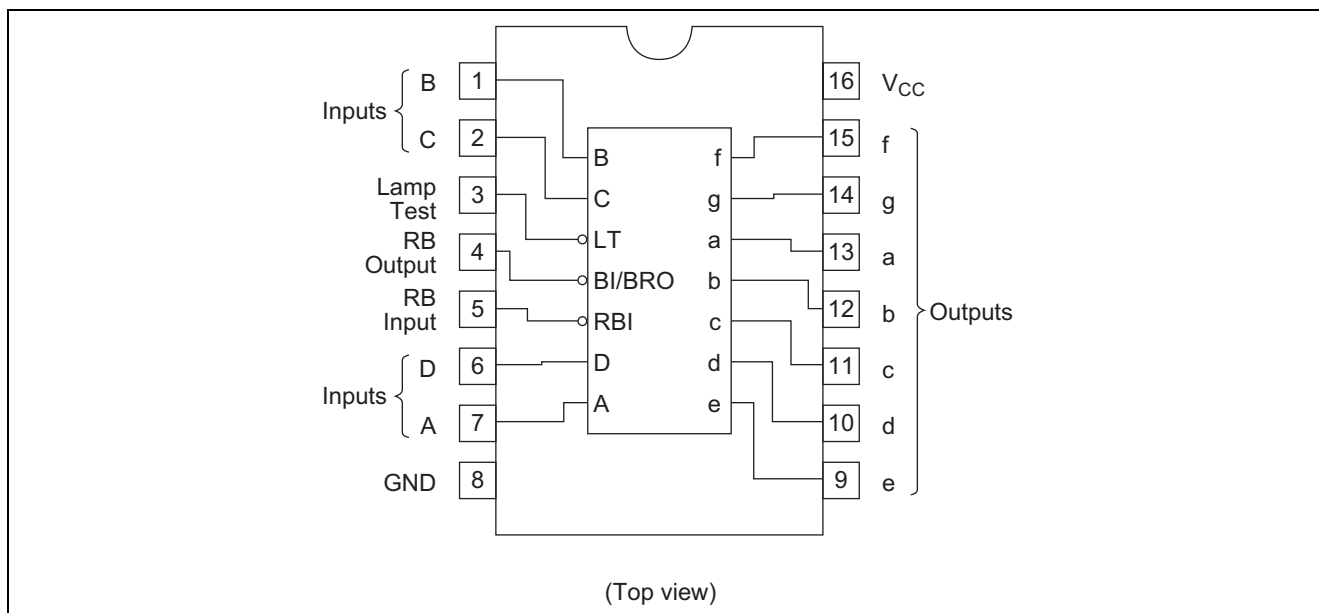 B 1 16 VCC
Inputs
C 2 15 f
B f
Lamp Test 3 14 g
C g
LT a
RB Output 4 13 a
BI/BRO b
RB Input 5 12 b
Outputs
RBI c
D 6 11 c
D d
Inputs
A e
A 7 10 d
GND 8 9 e
(Top view)